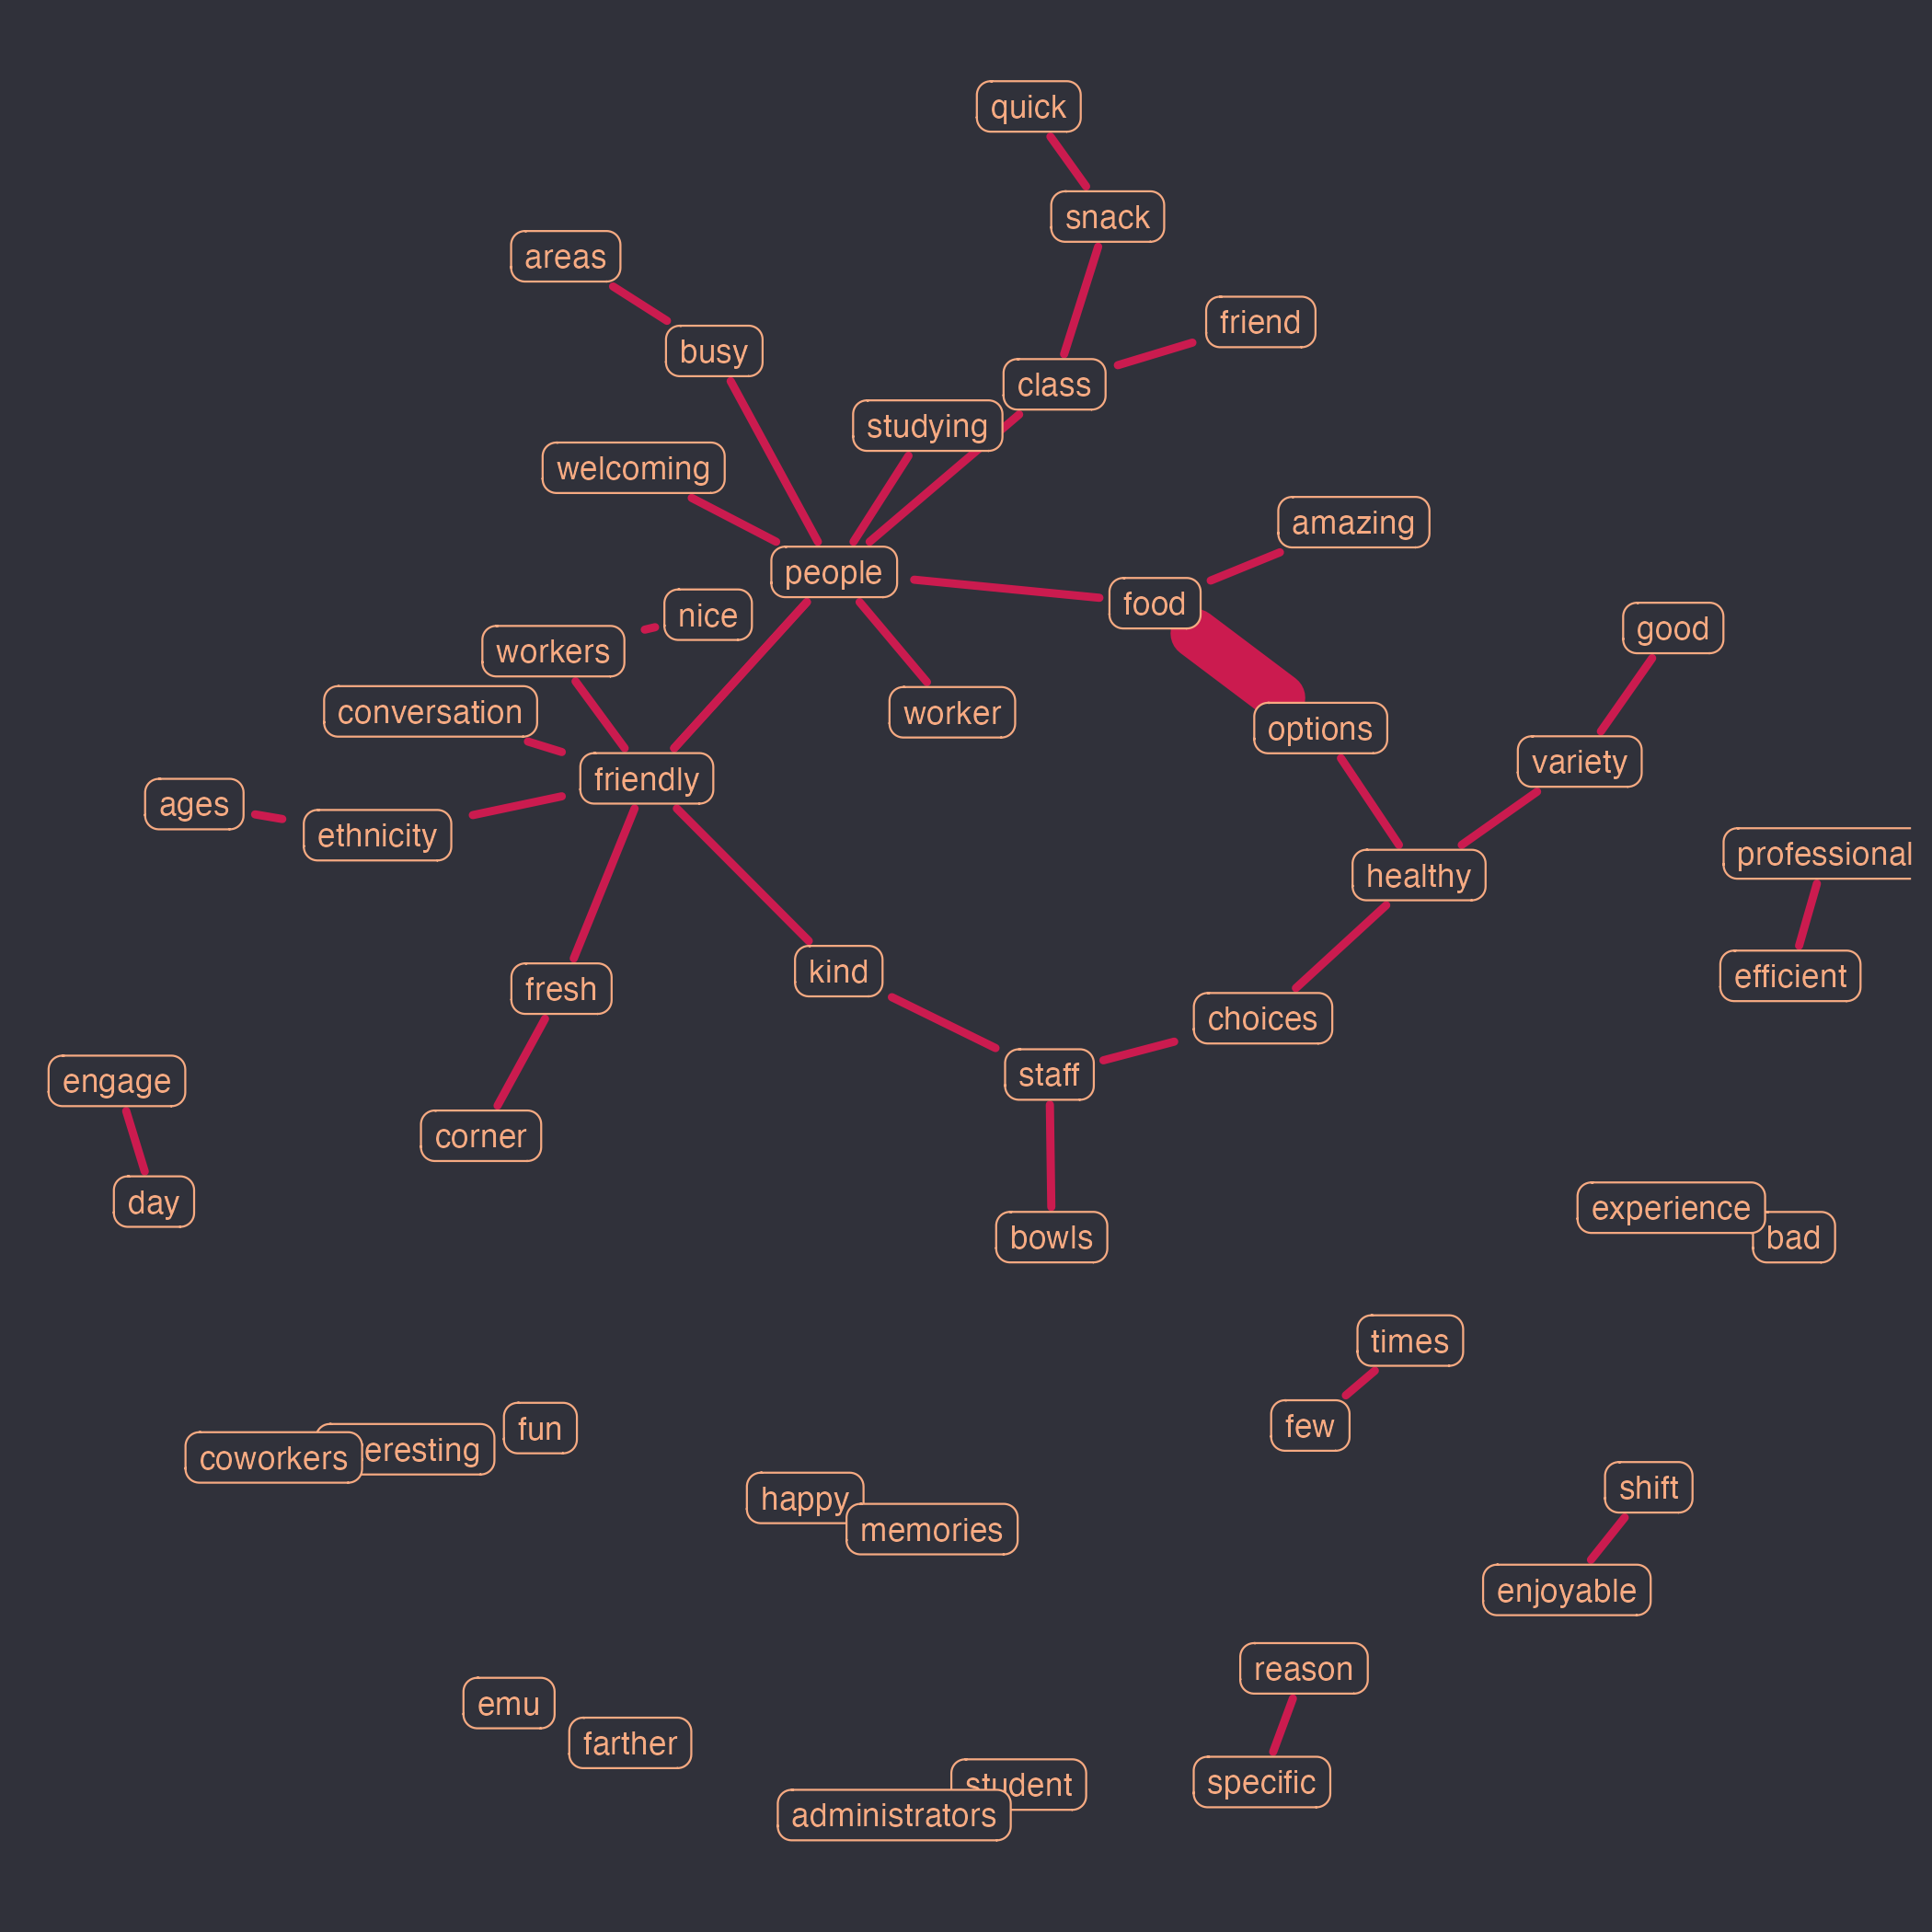 quick
snack
areas
friend
busy
class
studying
welcoming
amazing
people
food
nice
good
workers
conversation
worker
options
variety
friendly
ages
ethnicity
professional
healthy
kind
efficient
fresh
choices
staff
engage
corner
day
experience
bad
bowls
times
few
fun
eresting
coworkers
shift
happy
memories
enjoyable
reason
emu
farther
student
specific
administrators